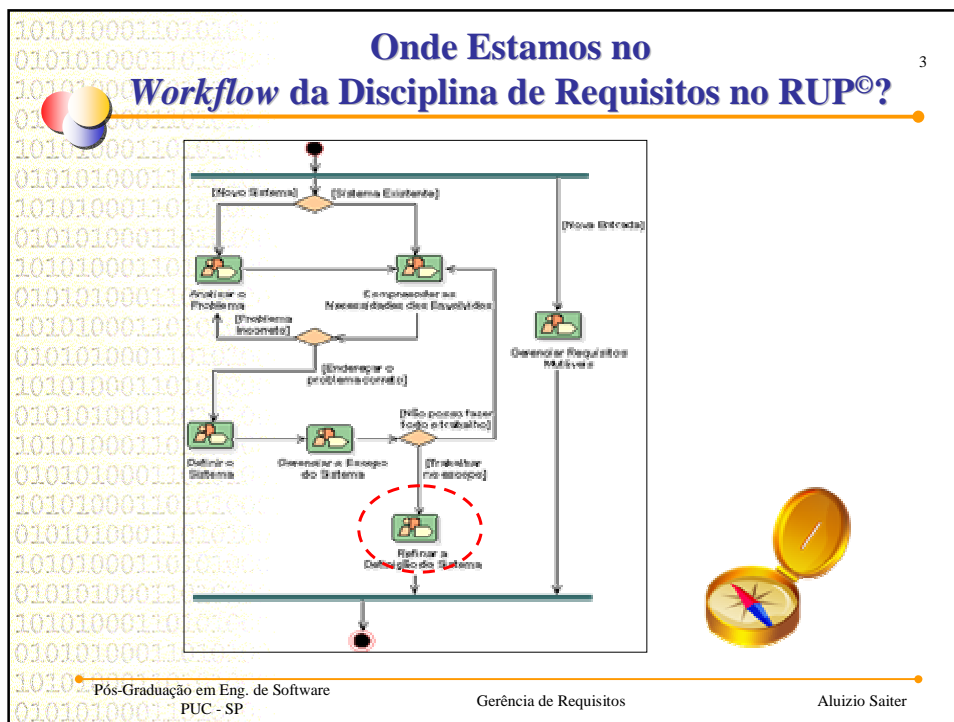 3
Onde Estamos no
Workflow da Disciplina de Requisitos no RUP©?
[Novo Sistema] [Sistema Existente]
[Nova Entrada]
Analisar o
Problema
Compreender as
Necessidades dos Envolvidos
[Problema
Incorreto]
Gerenciar Requisitos
Mutáveis
[Endereçar o
problema correto]
[Não posso fazer
todo o trabalho]
Definir o
Sistema
Gerenciar o Escopo
do Sistema
[Trabalhar
no escopo]
Refinar a
Definição do Sistema
Pós-Graduação em Eng. de Software
PUC - SP
Gerência de Requisitos
Aluizio Saiter